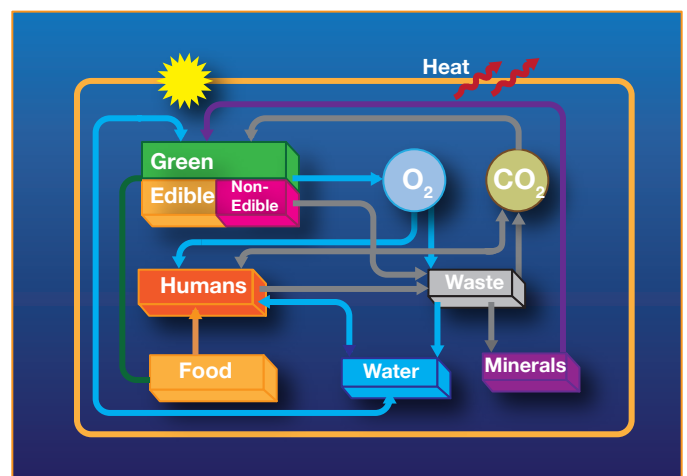 Heat
Green
O2
CO2
Edible
Non-
Edible
Humans
Waste
Food
Water
Minerals